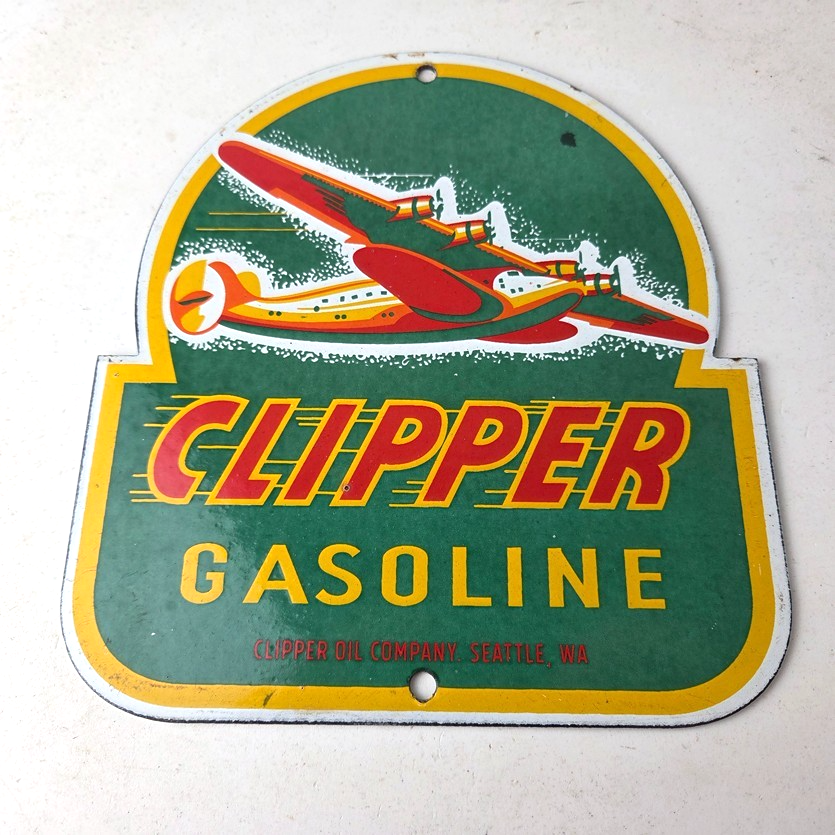 CLIPPER
GASOLINE
CLIPPER OIL COMPANY. SEATTLE, WA